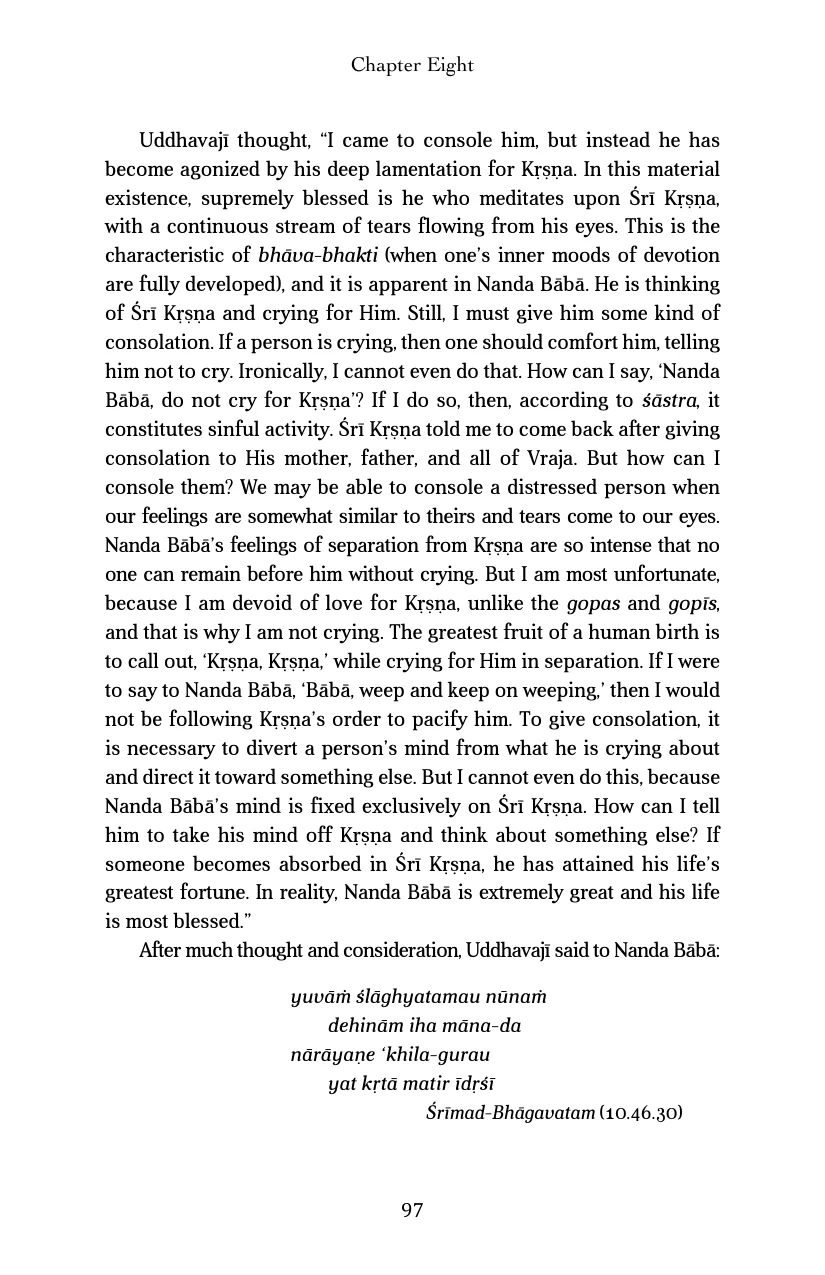 Chapter Eight
Uddhavajī thought, “I came to console him, but instead he has
become agonized by his deep lamentation for Kṛṣṇa. In this material
existence, supremely blessed is he who meditates upon Śrī Kṛṣṇa,
with a continuous stream of tears flowing from his eyes. This is the
characteristic of bhāva-bhakti (when one’s inner moods of devotion
are fully developed), and it is apparent in Nanda Bābā. He is thinking
of Śrī Kṛṣṇa and crying for Him. Still, I must give him some kind of
consolation. If a person is crying, then one should comfort him, telling
him not to cry. Ironically, I cannot even do that. How can I say, ‘Nanda
Bābā, do not cry for Kṛṣṇa’? If I do so, then, according to śāstra, it
constitutes sinful activity. Śrī Kṛṣṇa told me to come back after giving
consolation to His mother, father, and all of Vraja. But how can I
console them? We may be able to console a distressed person when
our feelings are somewhat similar to theirs and tears come to our eyes.
Nanda Bābā’s feelings of separation from Kṛṣṇa are so intense that no
one can remain before him without crying. But I am most unfortunate,
because I am devoid of love for Kṛṣṇa, unlike the gopas and gopīs,
and that is why I am not crying. The greatest fruit of a human birth is
to call out, ‘Kṛṣṇa, Kṛṣṇa,’ while crying for Him in separation. If I were
to say to Nanda Bābā, ‘Bābā, weep and keep on weeping,’ then I would
not be following Kṛṣṇa’s order to pacify him. To give consolation, it
is necessary to divert a person’s mind from what he is crying about
and direct it toward something else. But I cannot even do this, because
Nanda Bābā’s mind is fixed exclusively on Śrī Kṛṣṇa. How can I tell
him to take his mind off Kṛṣṇa and think about something else? If
someone becomes absorbed in Śrī Kṛṣṇa, he has attained his life’s
greatest fortune. In reality, Nanda Bābā is extremely great and his life
is most blessed.”
After much thought and consideration, Uddhavajī said to Nanda Bābā:
yuvāṁ ślāghyatamau nūnaṁ
dehinām iha māna-da
nārāyaṇe ‘khila-gurau
yat kṛtā matir īdṛśī
Śrīmad-Bhāgavatam (10.46.30)
97